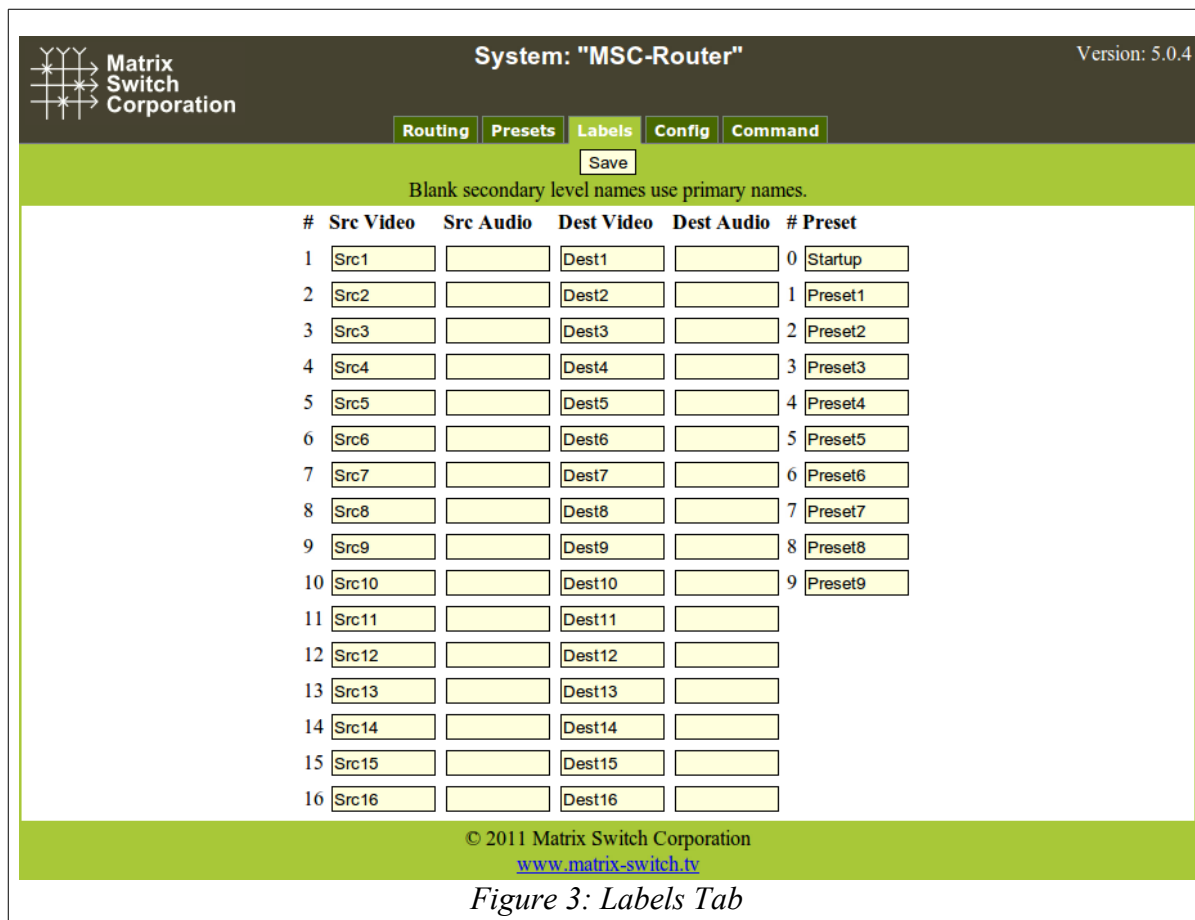 Matrix
Switch
Corporation
System: "MSC-Router"
Version: 5.0.4
Routing Presets Labels Config Command
Save
Blank secondary level names use primary names.
# Src Video Src Audio Dest Video Dest Audio # Preset
1 Src1 Dest1 0 Startup
2 Src2 Dest2 1 Preset1
3 Src3 Dest3 2 Preset2
4 Src4 Dest4 3 Preset3
5 Src5 Dest5 4 Preset4
6 Src6 Dest6 5 Preset5
7 Src7 Dest7 6 Preset6
8 Src8 Dest8 7 Preset7
9 Src9 Dest9 8 Preset8
10 Src10 Dest10 9 Preset9
11 Src11 Dest11
12 Src12 Dest12
13 Src13 Dest13
14 Src14 Dest14
15 Src15 Dest15
16 Src16 Dest16
© 2011 Matrix Switch Corporation
www.matrix-switch.tv
Figure 3: Labels Tab